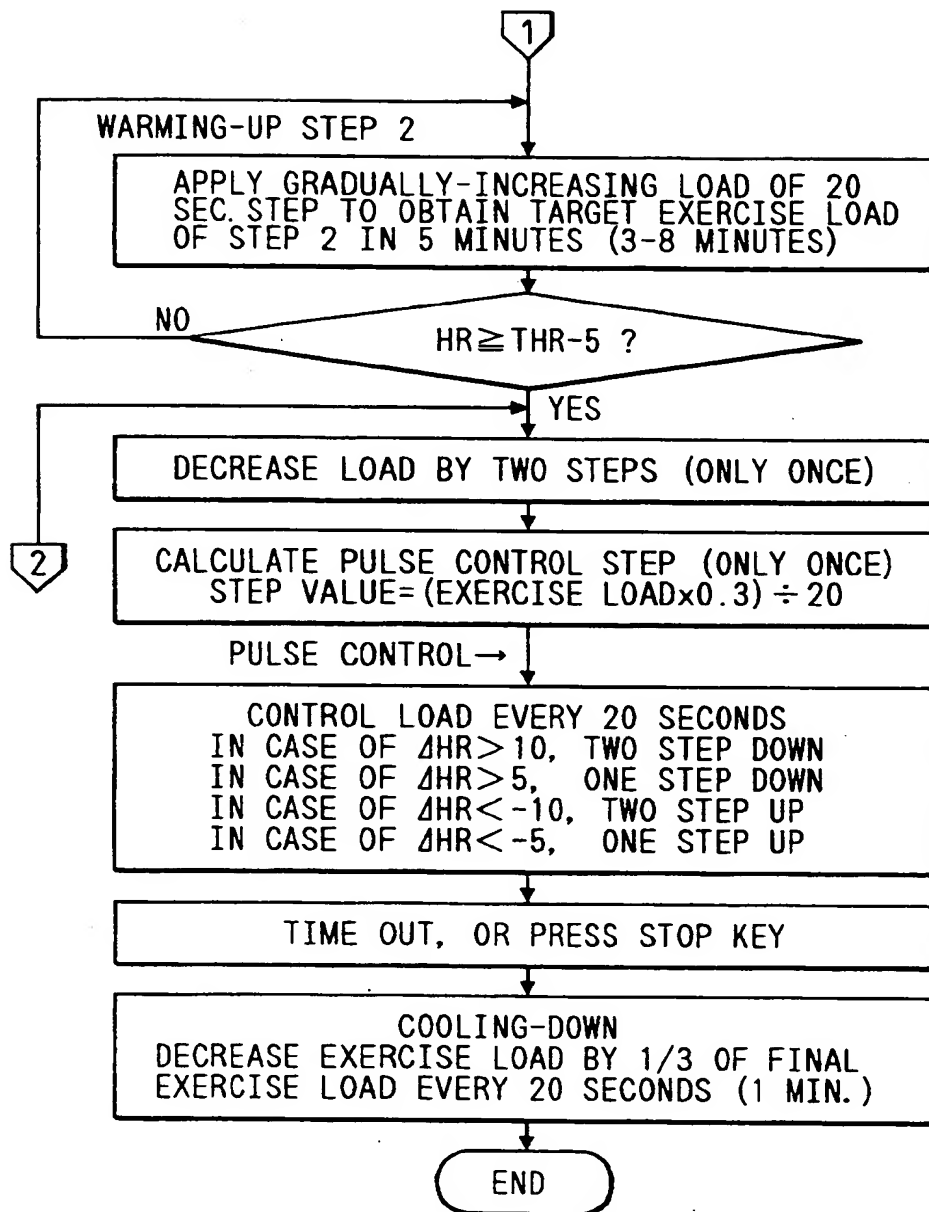 1
WARMING-UP STEP 2
APPLY GRADUALLY-INCREASING LOAD OF 20
SEC. STEP TO OBTAIN TARGET EXERCISE LOAD
OF STEP 2 IN 5 MINUTES (3-8 MINUTES)
NO
HR≧THR-5 ?
YES
DECREASE LOAD BY TWO STEPS (ONLY ONCE)
2
CALCULATE PULSE CONTROL STEP (ONLY ONCE)
STEP VALUE=(EXERCISE LOADx0.3)÷20
PULSE CONTROL→
CONTROL LOAD EVERY 20 SECONDS
IN CASE OF ΔHR>10, TWO STEP DOWN
IN CASE OF ΔHR>5, ONE STEP DOWN
IN CASE OF ΔHR<-10, TWO STEP UP
IN CASE OF ΔHR<-5, ONE STEP UP
TIME OUT, OR PRESS STOP KEY
COOLING-DOWN
DECREASE EXERCISE LOAD BY 1/3 OF FINAL
EXERCISE LOAD EVERY 20 SECONDS (1 MIN.)
END